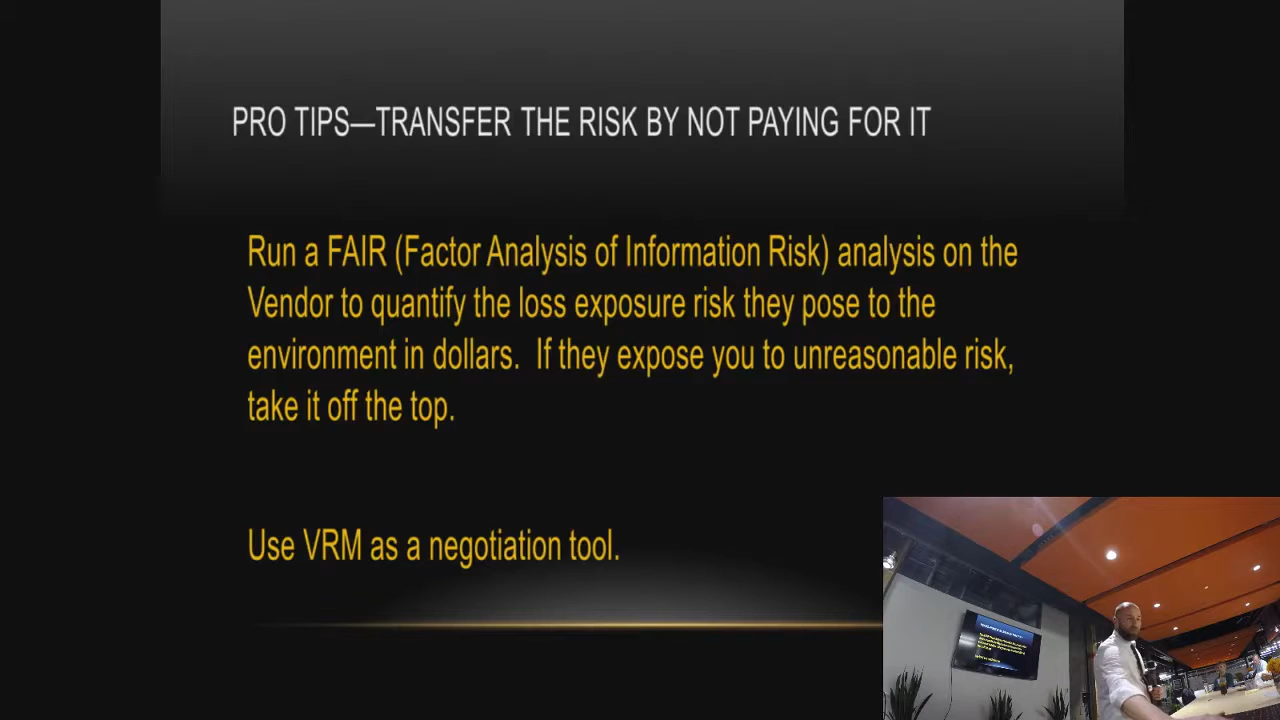 PRO TIPS—TRANSFER THE RISK BY NOT PAYING FOR IT
Run a FAIR (Factor Analysis of Information Risk) analysis on the
Vendor to quantify the loss exposure risk they pose to the
environment in dollars.  If they expose you to unreasonable risk,
take it off the top.
Use VRM as a negotiation tool.